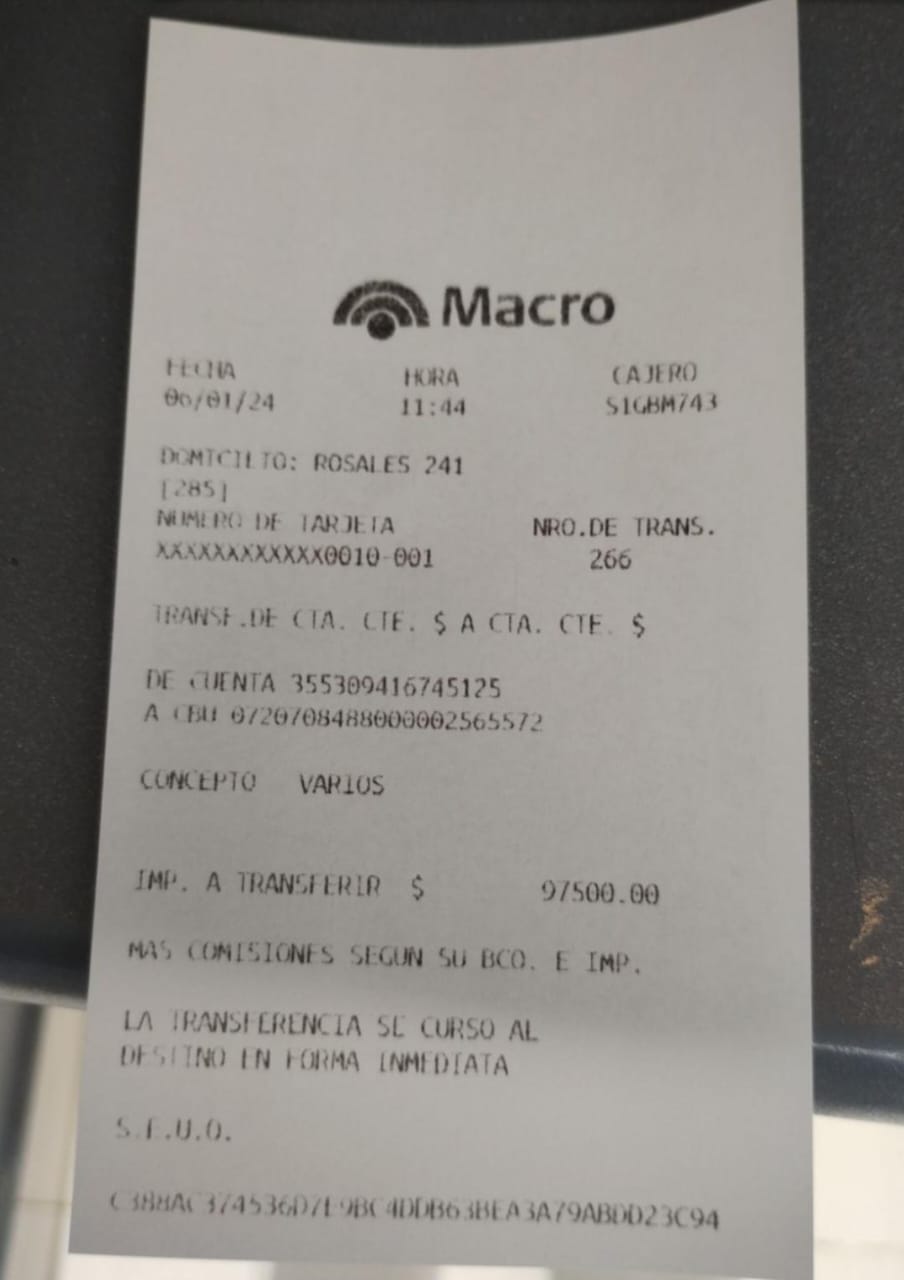 Macro
FECHA HORA CAJERO
06/01/24 11:44 S1GBM743
DOMICILIO: ROSALES 241
[285]
NUMERO DE TARJETA NRO.DE TRANS.
XXXXXXXXXXXX0010-001 266
TRANSF.DE CTA. CTE. $ A CTA. CTE. $
DE CUENTA 355309416745125
A CBU 0720708488000002565572
CONCEPTO VARIOS
IMP. A TRANSFERIR $ 97500.00
MAS COMISIONES SEGUN SU BCO. E IMP.
LA TRANSFERENCIA SE CURSO AL
DESTINO EN FORMA INMEDIATA
S.E.U.O.
C388AC374536D7E9BC4DDB63BEA3A79ABDD23C94